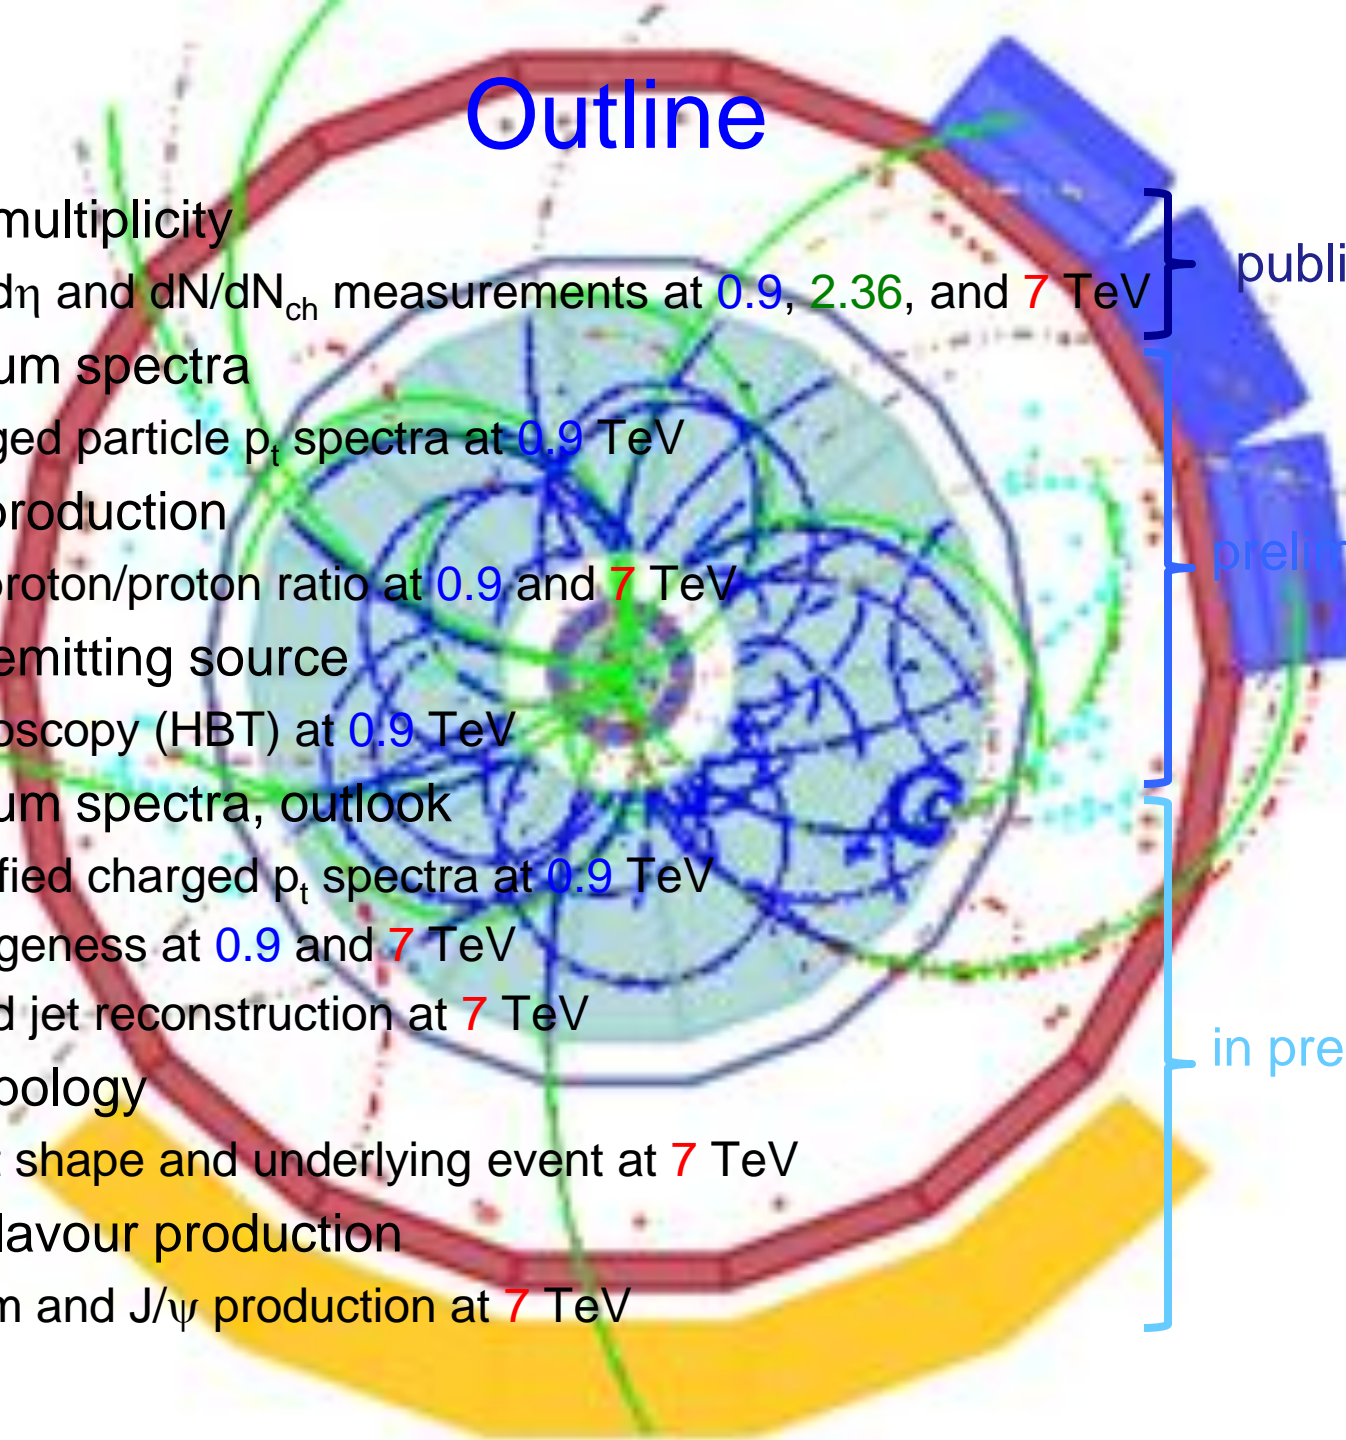 Outline
multiplicity
dη and dN/dNch measurements at 0.9, 2.36, and 7 TeV
publi
um spectra
ged particle pt spectra at 0.9 TeV
production
proton/proton ratio at 0.9 and 7 TeV
prelim
emitting source
oscopy (HBT) at 0.9 TeV
um spectra, outlook
fied charged pt spectra at 0.9 TeV
geness at 0.9 and 7 TeV
d jet reconstruction at 7 TeV
in pre
pology
t shape and underlying event at 7 TeV
lavour production
m and J/ψ production at 7 TeV